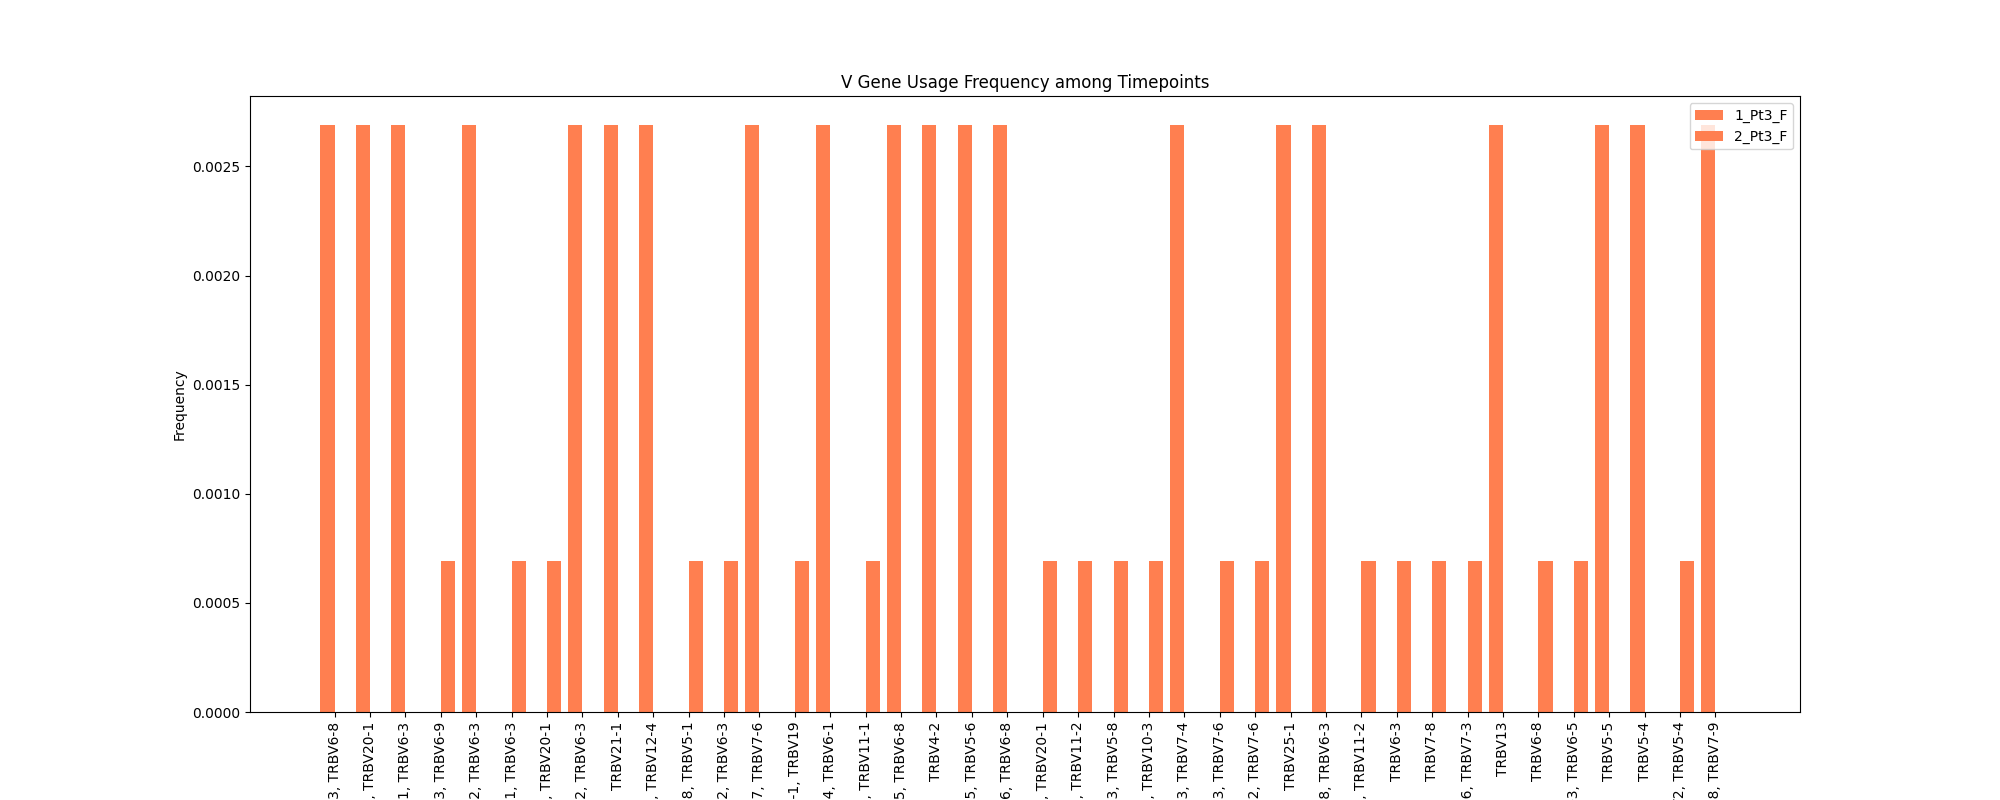 V Gene Usage Frequency among Timepoints
1_Pt3_F
2_Pt3_F
0.0025
0.0020
0.0015
0.0010
0.0005
0.0000
Frequency
3, TRBV6-8
, TRBV20-1
1, TRBV6-3
3, TRBV6-9
2, TRBV6-3
1, TRBV6-3
, TRBV20-1
2, TRBV6-3
TRBV21-1
, TRBV12-4
8, TRBV5-1
2, TRBV6-3
7, TRBV7-6
-1, TRBV19
4, TRBV6-1
, TRBV11-1
5, TRBV6-8
TRBV4-2
5, TRBV5-6
6, TRBV6-8
, TRBV20-1
, TRBV11-2
3, TRBV5-8
, TRBV10-3
3, TRBV7-4
3, TRBV7-6
2, TRBV7-6
TRBV25-1
8, TRBV6-3
, TRBV11-2
TRBV6-3
TRBV7-8
6, TRBV7-3
TRBV13
TRBV6-8
3, TRBV6-5
TRBV5-5
TRBV5-4
2, TRBV5-4
8, TRBV7-9